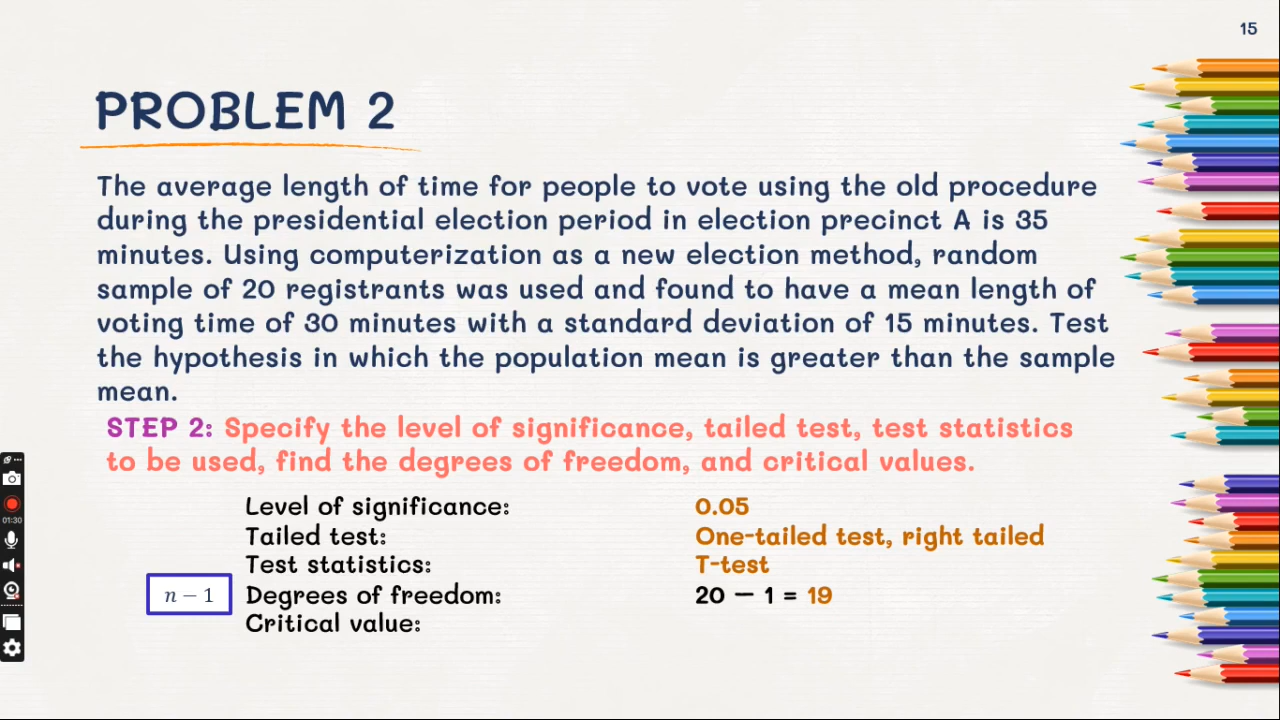 15
PROBLEM 2
The average length of time for people to vote using the old procedure
during the presidential election period in election precinct A is 35
minutes. Using computerization as a new election method, random
sample of 20 registrants was used and found to have a mean length of
voting time of 30 minutes with a standard deviation of 15 minutes. Test
the hypothesis in which the population mean is greater than the sample
mean.
STEP 2: Specify the level of significance, tailed test, test statistics
to be used, find the degrees of freedom, and critical values.
Level of significance: 0.05
Tailed test: One-tailed test, right tailed
Test statistics: T-test
n − 1 Degrees of freedom: 20 − 1 = 19
Critical value:
01:30